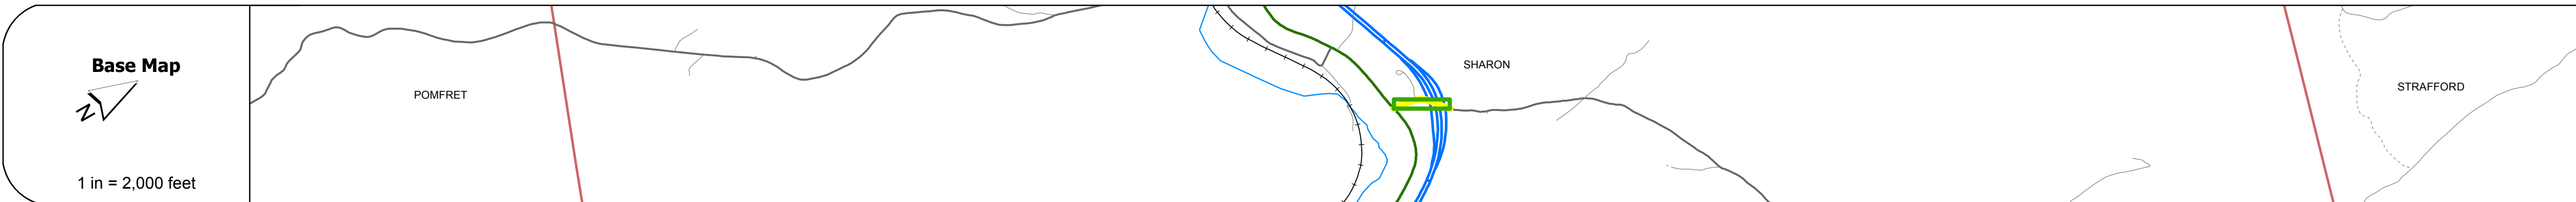 Base Map
N
1 in = 2,000 feet
POMFRET
SHARON
STRAFFORD